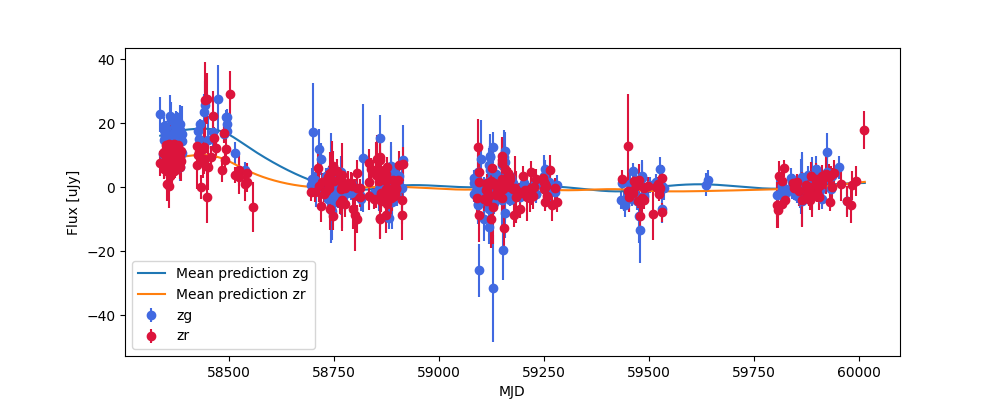 40
20
0
−20
−40
Flux [uJy]
Mean prediction zg
Mean prediction zr
zg
zr
58500 58750 59000 59250 59500 59750 60000
MJD